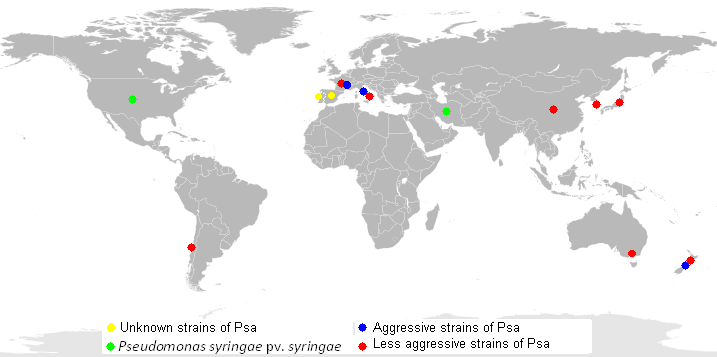 Unknown strains of Psa
Aggressive strains of Psa
Pseudomonas syringae pv. syringae
Less aggressive strains of Psa